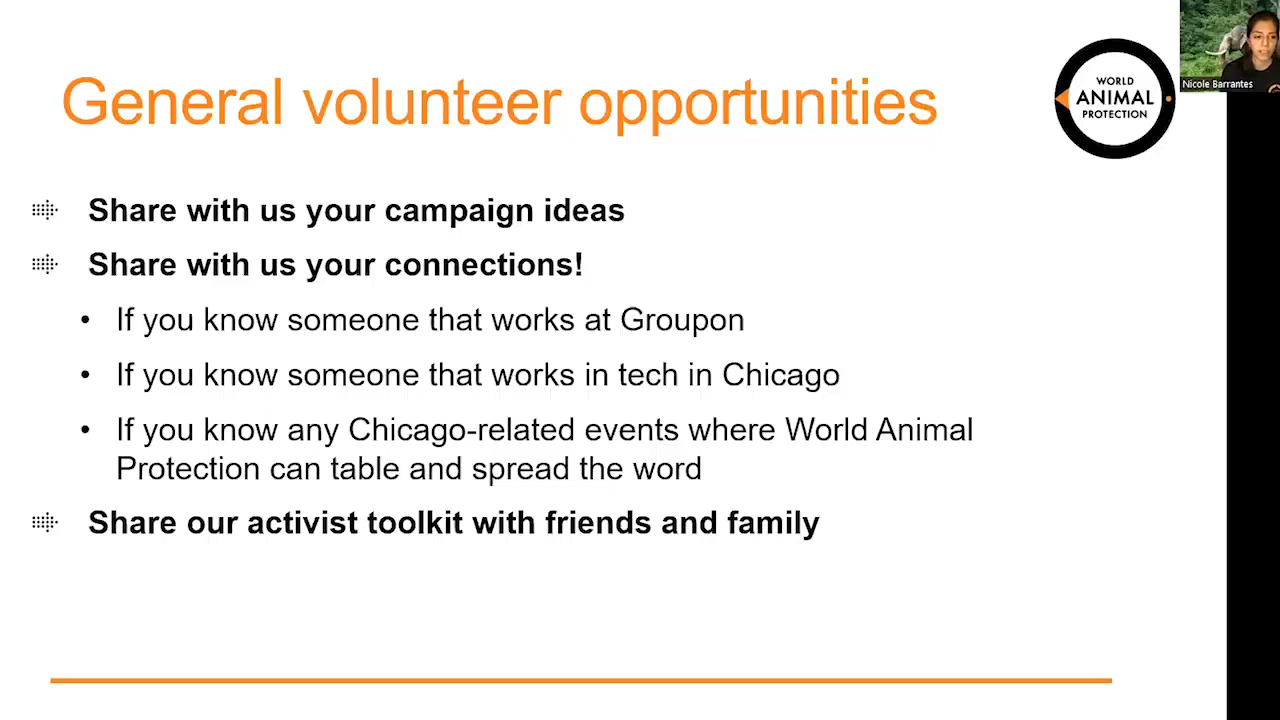 General volunteer opportunities
WORLD
ANIMAL
PROTECTION
Nicole Barrantes
Share with us your campaign ideas
Share with us your connections!
• If you know someone that works at Groupon
• If you know someone that works in tech in Chicago
• If you know any Chicago-related events where World Animal
Protection can table and spread the word
Share our activist toolkit with friends and family